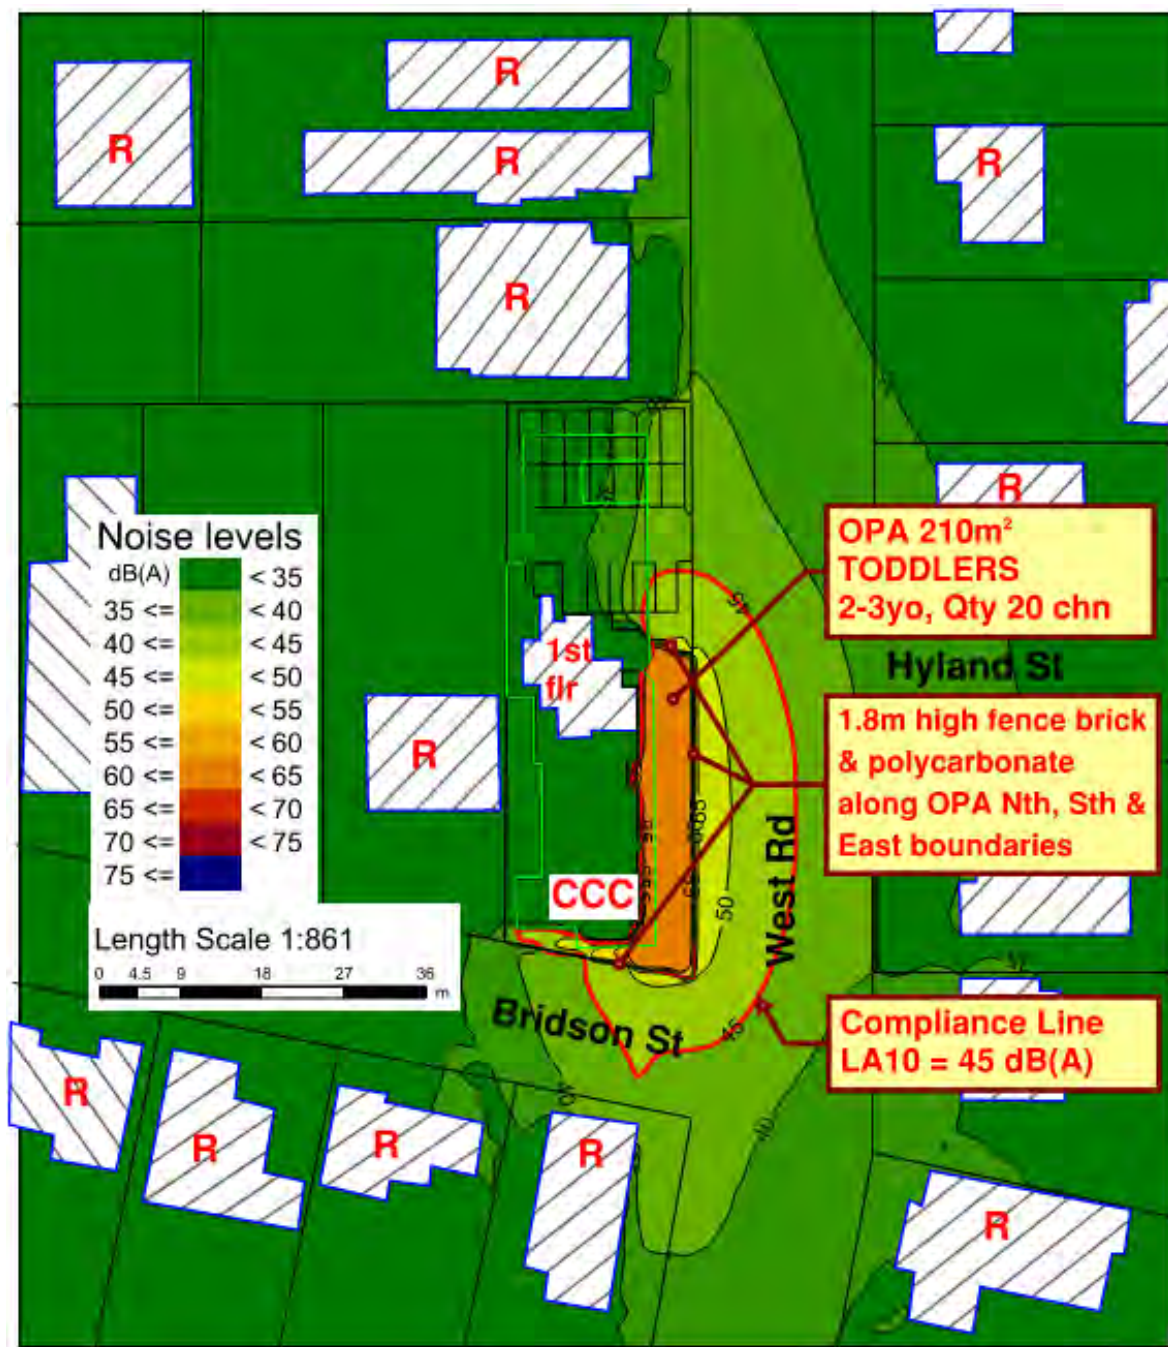 R
R
R
R
R
R
OPA 210m²
TODDLERS
2-3yo, Qty 20 chn
Noise levels
dB(A) < 35
35 <= < 40
40 <= < 45
45 <= < 50
50 <= < 55
55 <= < 60
60 <= < 65
65 <= < 70
70 <= < 75
75 <=
45
1st
flr
Hyland St
R
1.8m high fence brick
& polycarbonate
along OPA Nth, Sth &
East boundaries
CCC
50
West Rd
Length Scale 1:861
0 4.5 9 18 27 36
m
Bridson St
45
Compliance Line
LA10 = 45 dB(A)
40
40
R
R
R
R
R